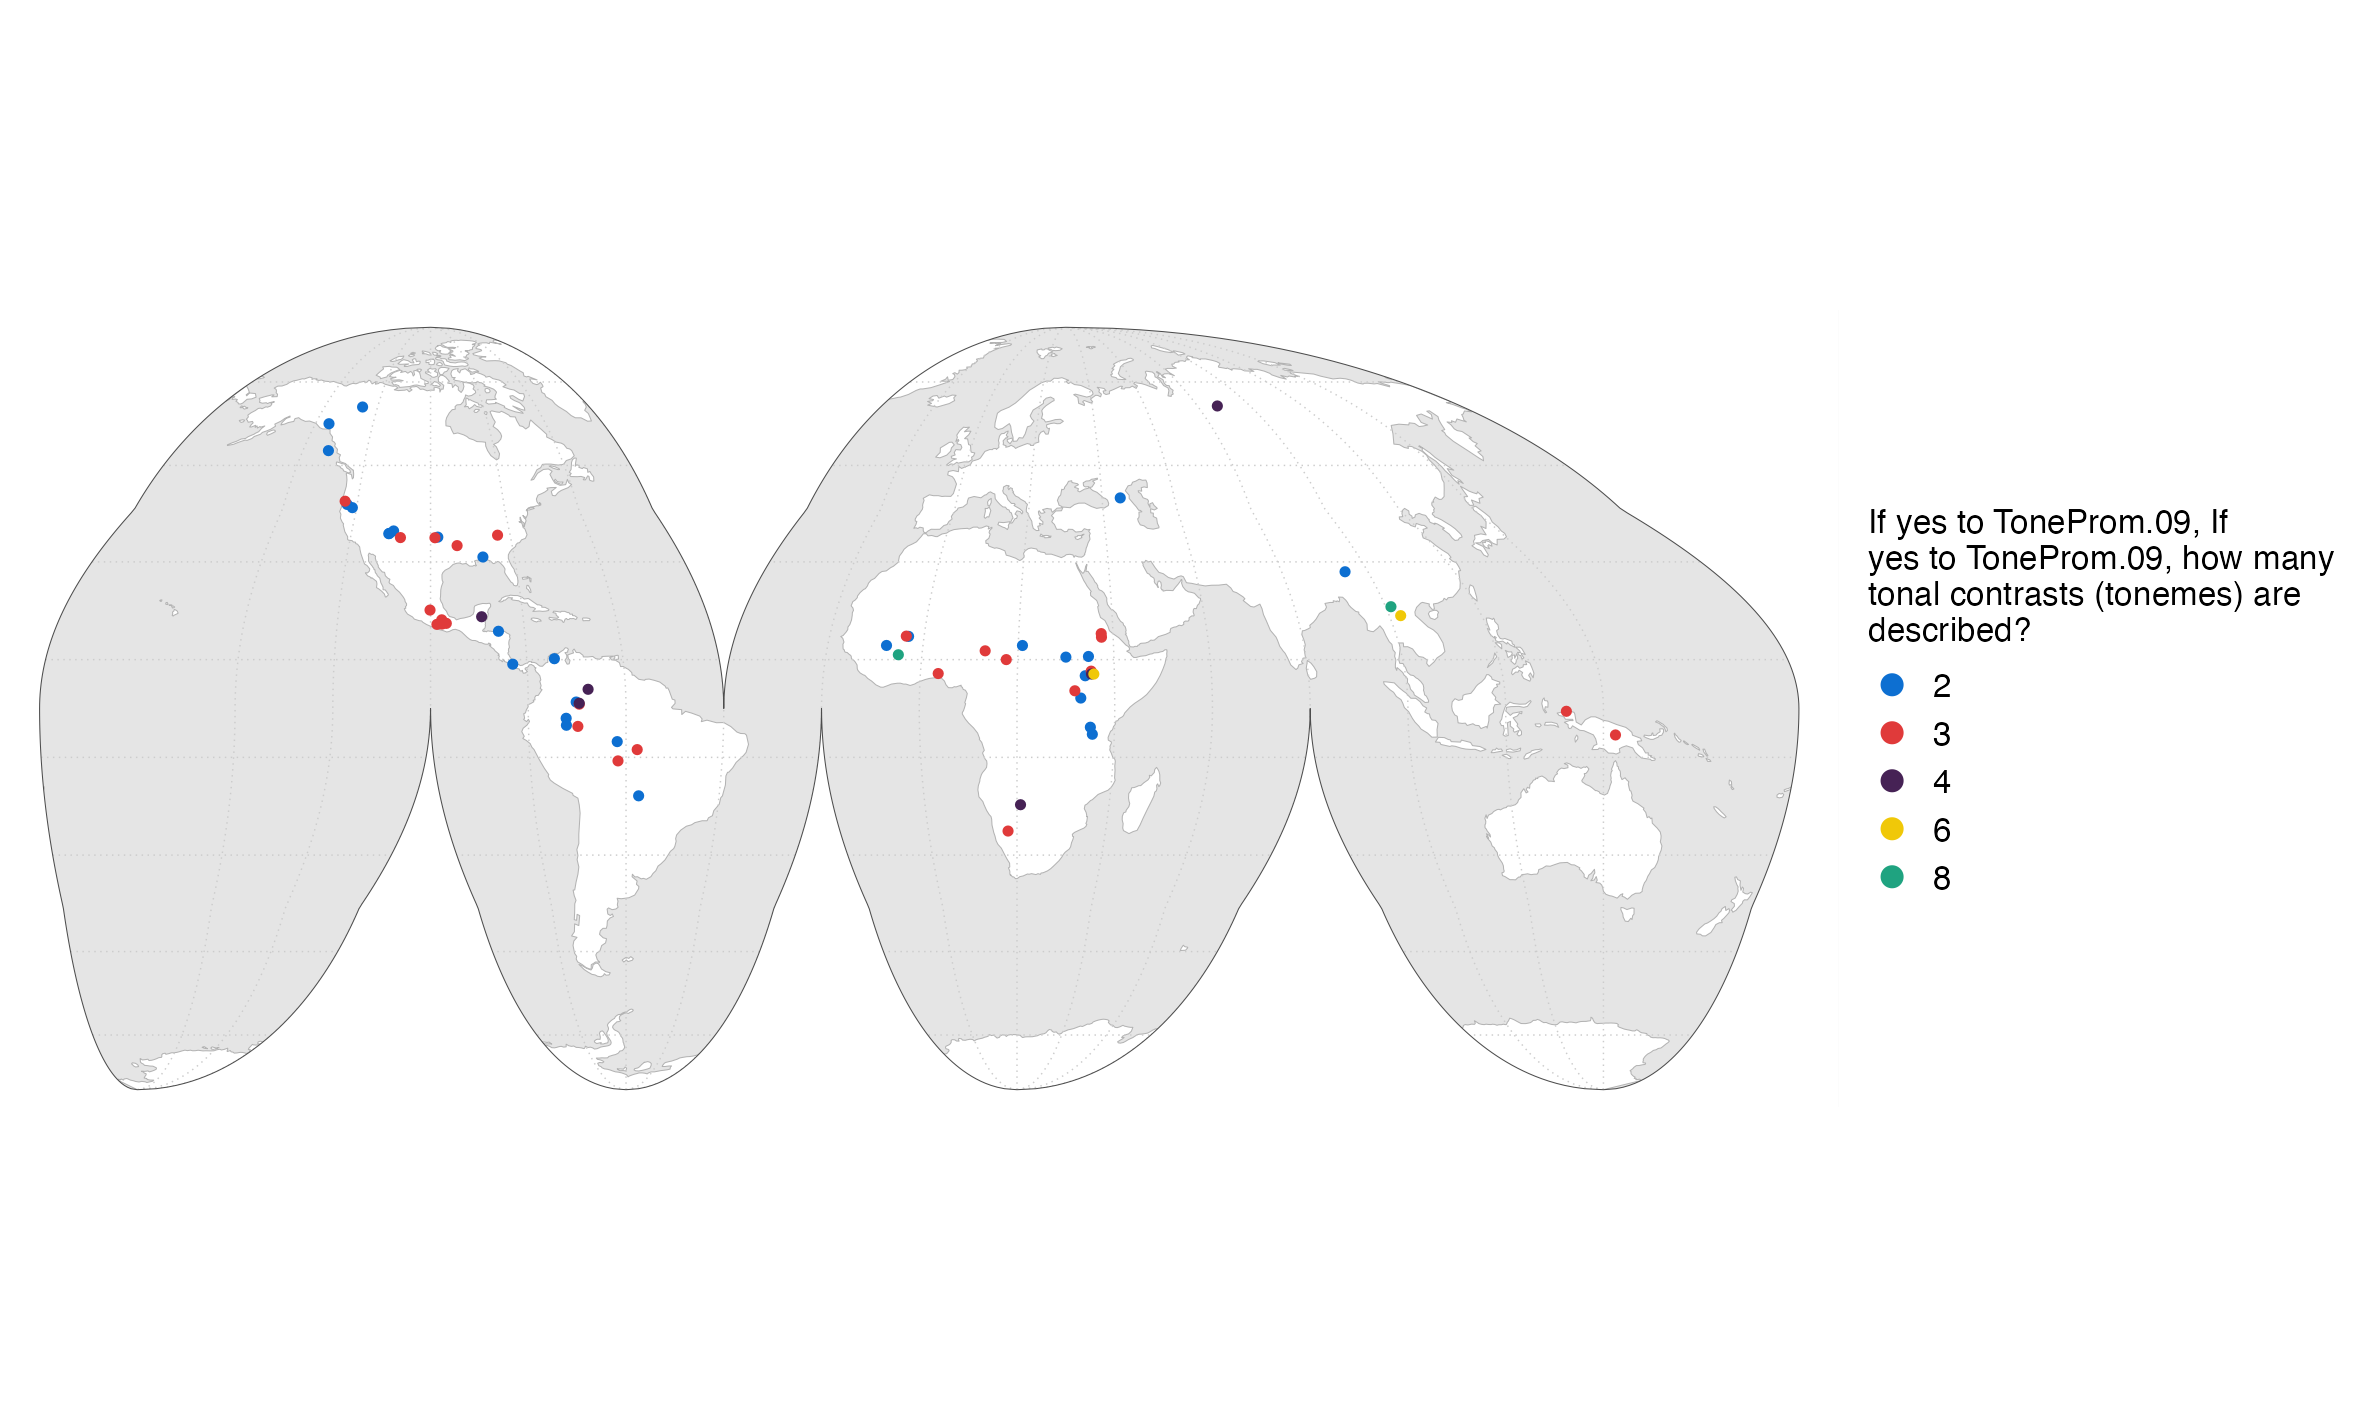 If yes to ToneProm.09, If
yes to ToneProm.09, how many
tonal contrasts (tonemes) are
described?
2
3
4
6
8